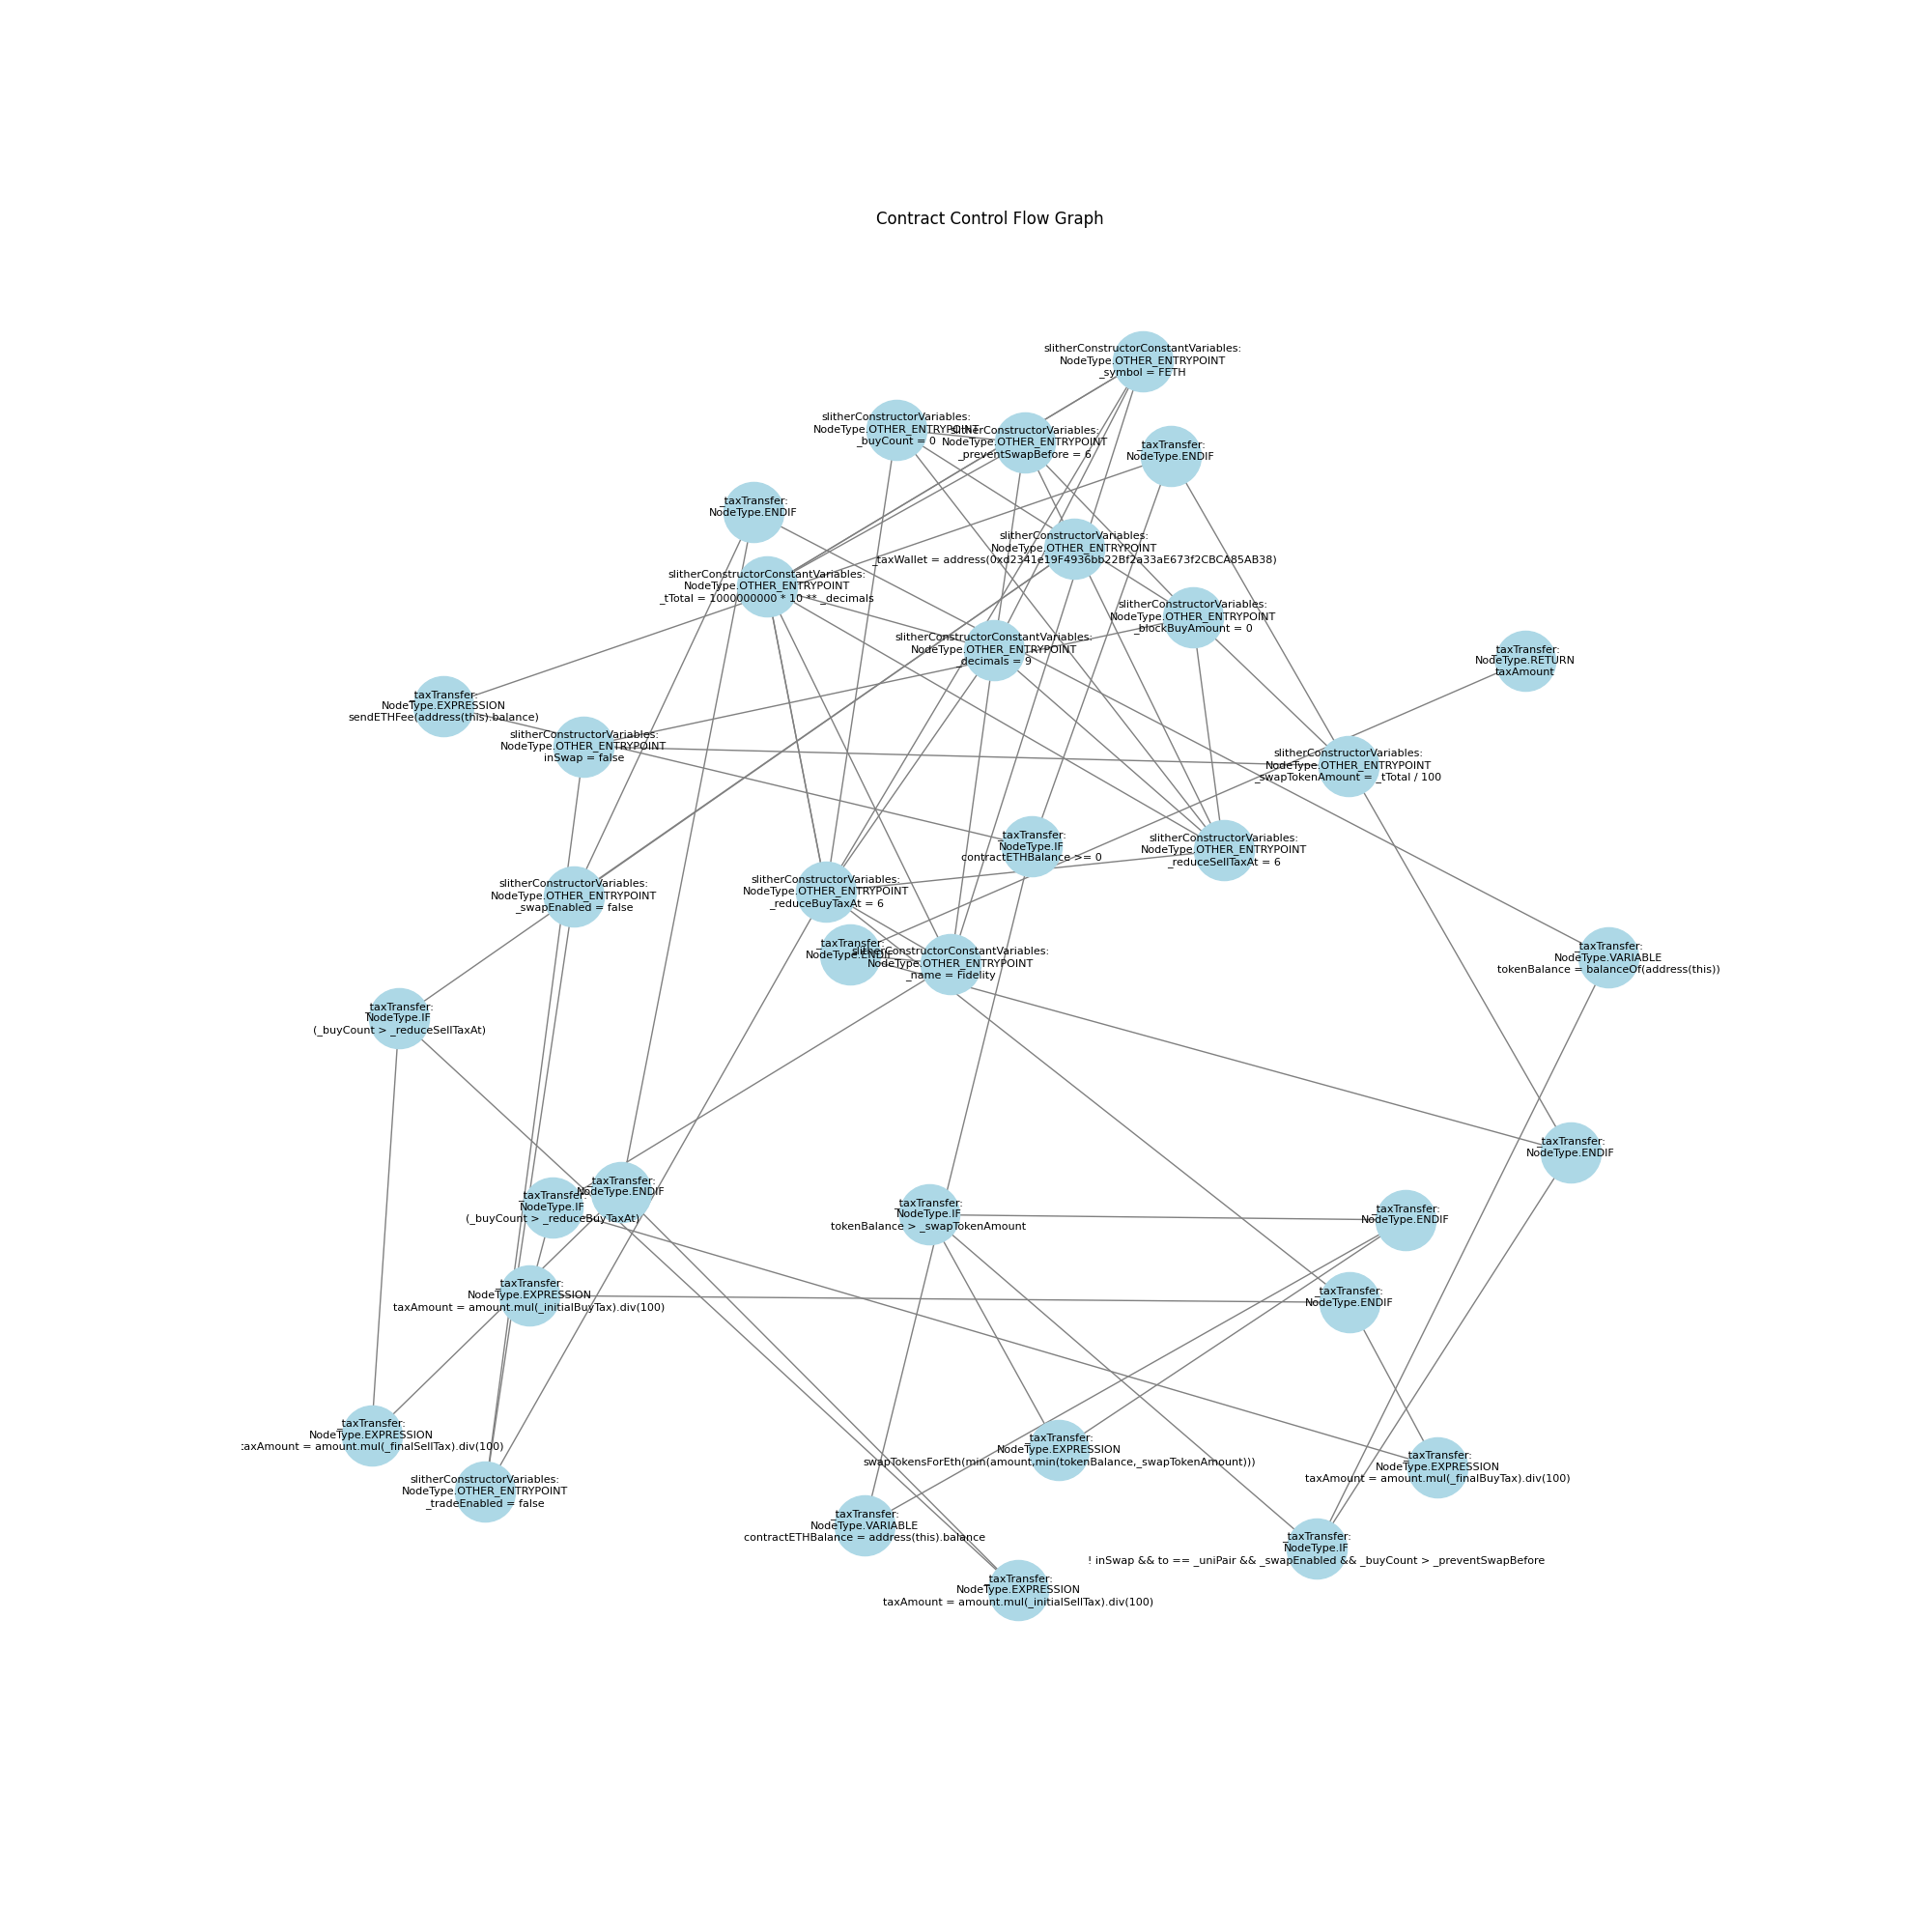 Contract Control Flow Graph
slitherConstructorConstantVariables:
NodeType.OTHER_ENTRYPOINT
_symbol = FETH
slitherConstructorVariables:
NodeType.OTHER_ENTRYPOINT
_buyCount = 0
slitherConstructorVariables:
NodeType.OTHER_ENTRYPOINT
_preventSwapBefore = 6
_taxTransfer:
NodeType.ENDIF
_taxTransfer:
NodeType.ENDIF
slitherConstructorVariables:
NodeType.OTHER_ENTRYPOINT
_taxWallet = address(0xd2341e19F4936bb22Bf2a33aE673f2CBCA85AB38)
slitherConstructorConstantVariables:
NodeType.OTHER_ENTRYPOINT
_tTotal = 1000000000 * 10 ** _decimals
slitherConstructorVariables:
NodeType.OTHER_ENTRYPOINT
_blockBuyAmount = 0
slitherConstructorConstantVariables:
NodeType.OTHER_ENTRYPOINT
_decimals = 9
_taxTransfer:
NodeType.RETURN
taxAmount
_taxTransfer:
NodeType.EXPRESSION
sendETHFee(address(this).balance)
slitherConstructorVariables:
NodeType.OTHER_ENTRYPOINT
inSwap = false
slitherConstructorVariables:
NodeType.OTHER_ENTRYPOINT
_swapTokenAmount = _tTotal / 100
_taxTransfer:
NodeType.IF
contractETHBalance >= 0
slitherConstructorVariables:
NodeType.OTHER_ENTRYPOINT
_reduceSellTaxAt = 6
slitherConstructorVariables:
NodeType.OTHER_ENTRYPOINT
_swapEnabled = false
slitherConstructorVariables:
NodeType.OTHER_ENTRYPOINT
_reduceBuyTaxAt = 6
_taxTransfer:
NodeType.ENDIF
slitherConstructorConstantVariables:
NodeType.OTHER_ENTRYPOINT
_name = Fidelity
_taxTransfer:
NodeType.VARIABLE
tokenBalance = balanceOf(address(this))
_taxTransfer:
NodeType.IF
(_buyCount > _reduceSellTaxAt)
_taxTransfer:
NodeType.ENDIF
_taxTransfer:
NodeType.ENDIF
_taxTransfer:
NodeType.IF
(_buyCount > _reduceBuyTaxAt)
_taxTransfer:
NodeType.IF
tokenBalance > _swapTokenAmount
_taxTransfer:
NodeType.ENDIF
_taxTransfer:
NodeType.EXPRESSION
taxAmount = amount.mul(_initialBuyTax).div(100)
_taxTransfer:
NodeType.ENDIF
_taxTransfer:
NodeType.EXPRESSION
taxAmount = amount.mul(_finalSellTax).div(100)
_taxTransfer:
NodeType.EXPRESSION
swapTokensForEth(min(amount,min(tokenBalance,_swapTokenAmount)))
_taxTransfer:
NodeType.EXPRESSION
taxAmount = amount.mul(_finalBuyTax).div(100)
slitherConstructorVariables:
NodeType.OTHER_ENTRYPOINT
_tradeEnabled = false
_taxTransfer:
NodeType.VARIABLE
contractETHBalance = address(this).balance
_taxTransfer:
NodeType.IF
! inSwap && to == _uniPair && _swapEnabled && _buyCount > _preventSwapBefore
_taxTransfer:
NodeType.EXPRESSION
taxAmount = amount.mul(_initialSellTax).div(100)